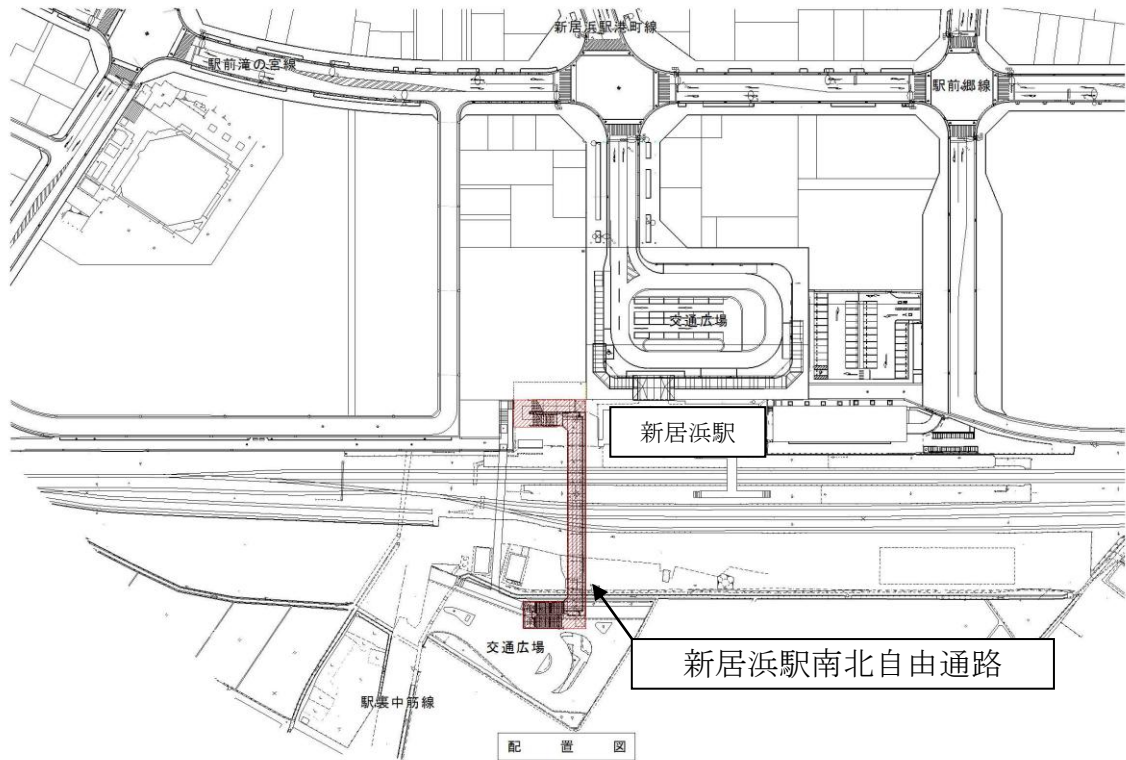 新居浜駅港町線
駅前滝の宮線
駅前郷線
交通広場
新居浜駅
新居浜駅南北自由通路
交通広場
駅裏中筋線
配 置 図